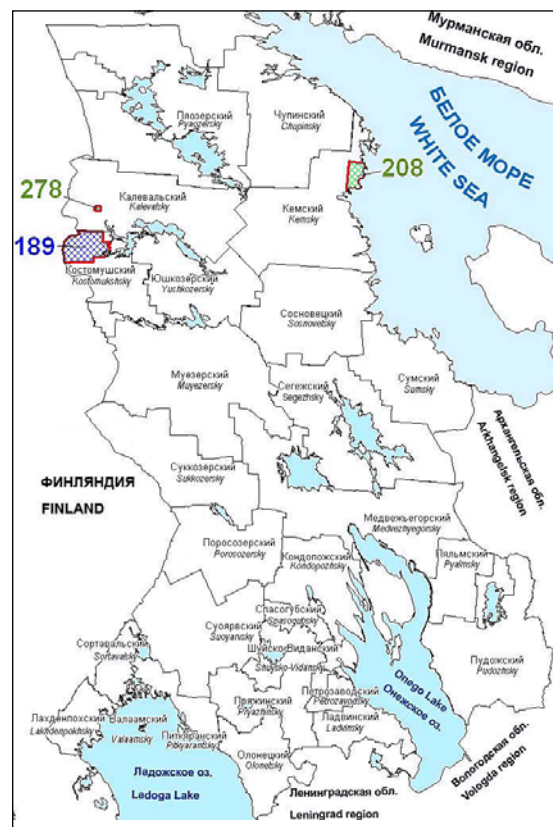 Мурманская обл.
Murmansk region
БЕЛОЕ МОРЕ
WHITE SEA
Пяозерский
Pyaozersky
Чупинский
Chupinsky
208
278
Калевальский
Kalevalsky
Кемский
Kemsky
189
Костомушский
Kostomukshsky
Юшкозерский
Yushkozersky
Сосновецкий
Sosnovetsky
Муезерский
Muyezersky
Сегежский
Segezhsky
Сумский
Sumsky
Архангельская обл.
Arkhangelsk region
Суккозерский
Sukkozersky
ФИНЛЯНДИЯ
FINLAND
Медвежьегорский
Medvezhyegorsky
Поросозерский
Porosozersky
Кондопожский
Kondopozhsky
Пяльмский
Pyalmsky
Спасогубский
Spasogubsky
Суоярвский
Suoyarvsky
Сортавальский
Sortavalsky
Шуйско-Виданский
Shuysko-Vidansky
Пудожский
Pudozhsky
Onego Lake
Онежское оз.
Петрозаводский
Petrozavodsky
Пряжинский
Pryazhinsky
Лахденпохский
Lakhdenpokhsky
Валаамский
Valaamsky
Питкярантский
Pitkyarantsky
Ладвинский
Ladvinsky
Олонецкий
Olonetsky
Вологодская обл.
Vologda region
Ладожское оз.
Ladoga Lake
Ленинградская обл.
Leningrad region